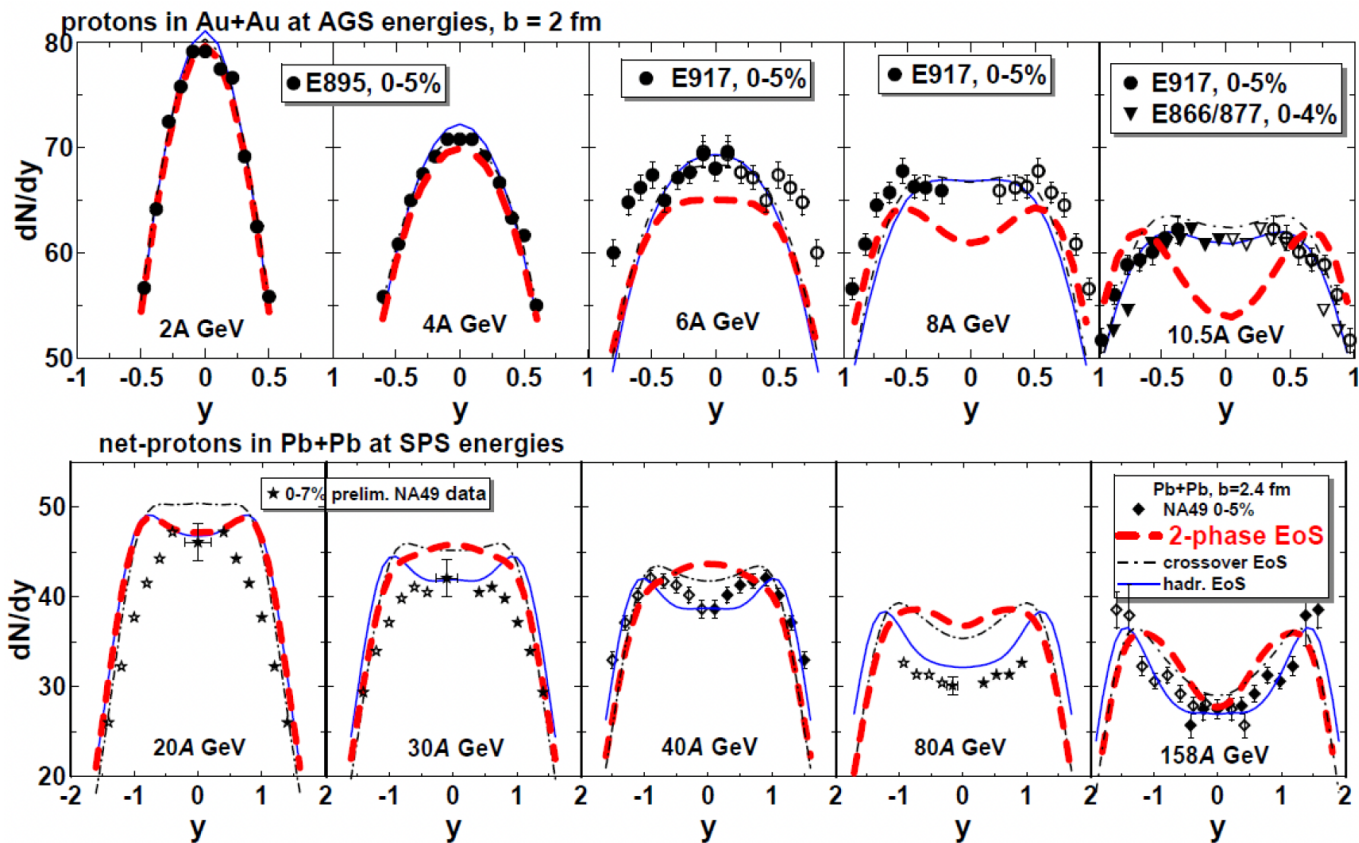 protons in Au+Au at AGS energies, b = 2 fm
80
70
60
50
dN/dy
E895, 0-5%
E917, 0-5%
E917, 0-5%
E917, 0-5%
E866/877, 0-4%
2A GeV
4A GeV
6A GeV
8A GeV
10.5A GeV
1 -0.5 0 0.5 1 -0.5 0 0.5 1 -0.5 0 0.5 1 -0.5 0 0.5 1 -0.5 0 0.5 1
y y y y y
net-protons in Pb+Pb at SPS energies
50
40
30
20
dN/dy
0-7% prelim. NA49 data
Pb+Pb, b=2.4 fm
NA49 0-5%
2-phase EoS
crossover EoS
hadr. EoS
20A GeV
30A GeV
40A GeV
80A GeV
158A GeV
-2 -1 0 1 2 -1 0 1 2 -1 0 1 2 -1 0 1 2 -1 0 1 2
y y y y y